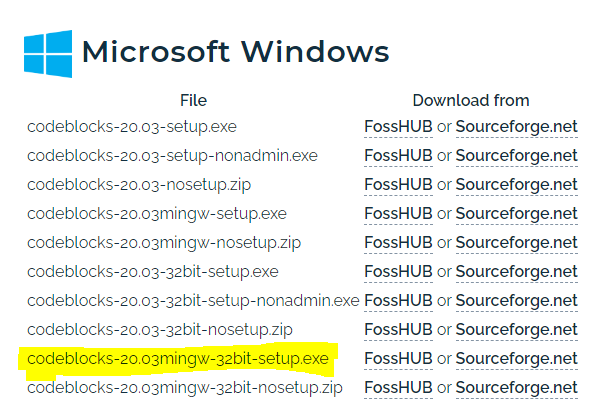 Microsoft Windows
File Download from
codeblocks-20.03-setup.exe FossHUB or Sourceforge.net
codeblocks-20.03-setup-nonadmin.exe FossHUB or Sourceforge.net
codeblocks-20.03-nosetup.zip FossHUB or Sourceforge.net
codeblocks-20.03mingw-setup.exe FossHUB or Sourceforge.net
codeblocks-20.03mingw-nosetup.zip FossHUB or Sourceforge.net
codeblocks-20.03-32bit-setup.exe FossHUB or Sourceforge.net
codeblocks-20.03-32bit-setup-nonadmin.exe FossHUB or Sourceforge.net
codeblocks-20.03-32bit-nosetup.zip FossHUB or Sourceforge.net
codeblocks-20.03mingw-32bit-setup.exe FossHUB or Sourceforge.net
codeblocks-20.03mingw-32bit-nosetup.zip FossHUB or Sourceforge.net